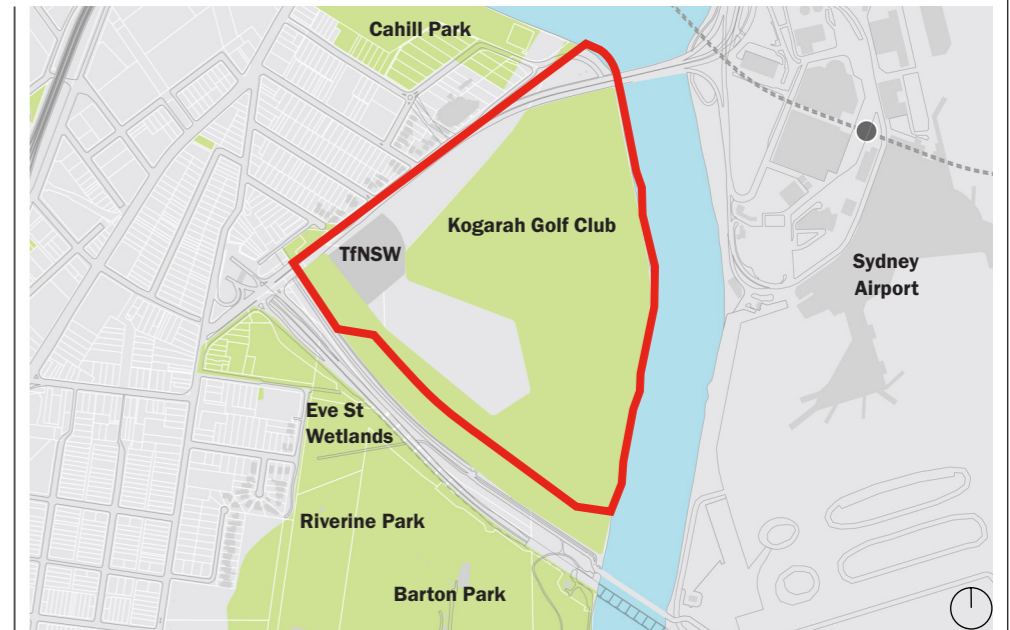 Cahill Park
Kogarah Golf Club
TfNSW
Sydney
Airport
Eve St
Wetlands
Riverine Park
Barton Park